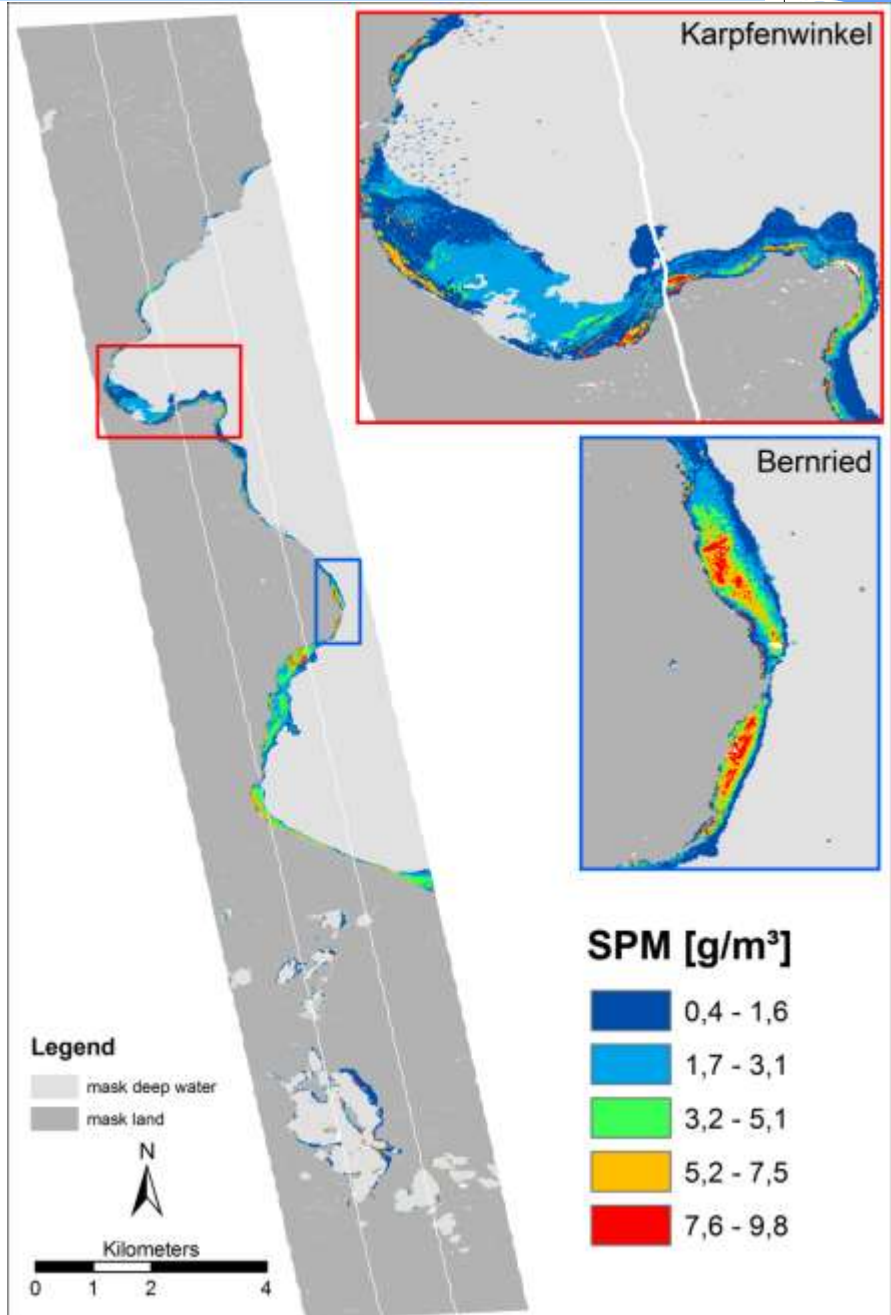 Karpfenwinkel
Bernried
SPM [g/m³]
0,4 - 1,6
1,7 - 3,1
3,2 - 5,1
5,2 - 7,5
7,6 - 9,8
Legend
mask deep water
mask land
N
Kilometers
0 1 2 4